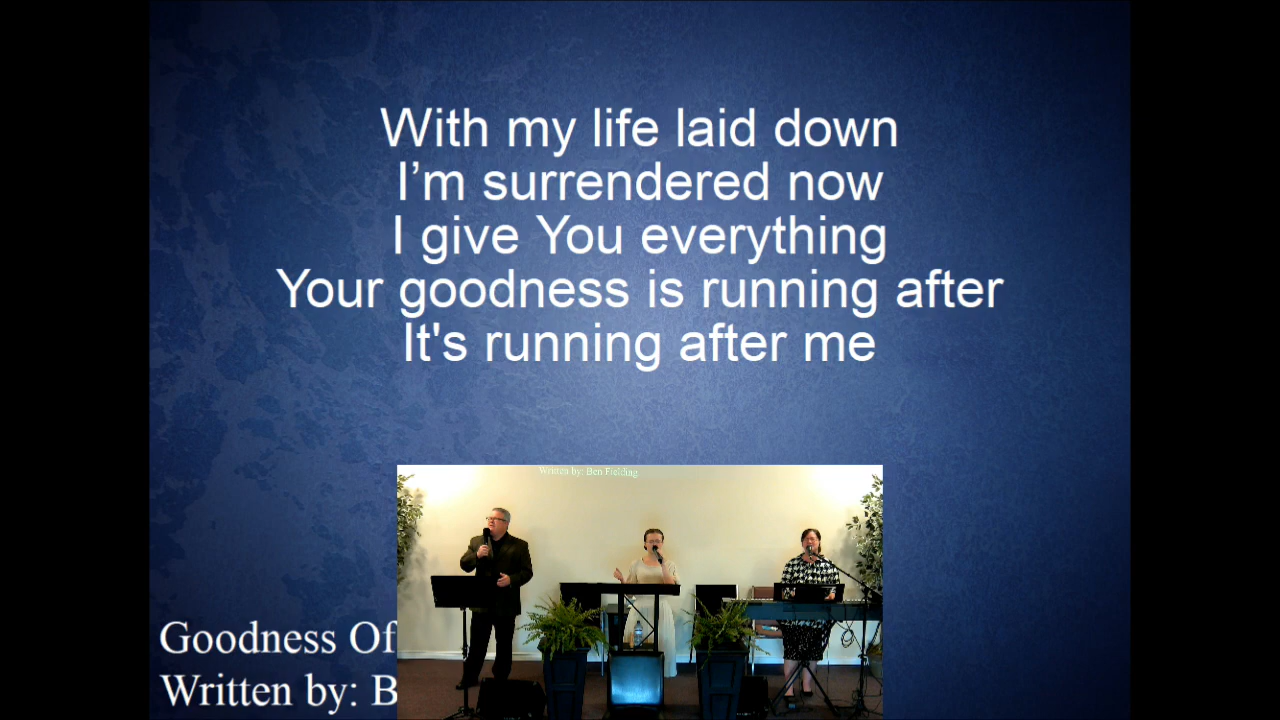 With my life laid down
I’m surrendered now
I give You everything
Your goodness is running after
It's running after me
Written by: Ben Fielding
Goodness Of
Written by: B